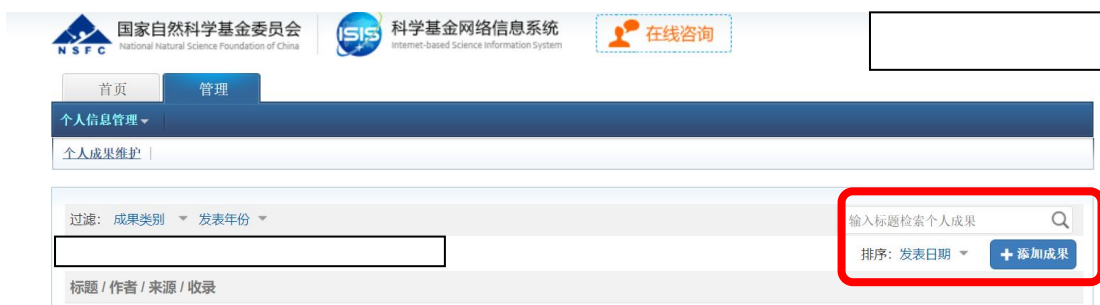 国家自然科学基金委员会
National Natural Science Foundation of China
NSFC
ISIS
科学基金网络信息系统
Internet-based Science Information System
在线咨询
首页 管理
个人信息管理
个人成果维护
过滤: 成果类别 发表年份
输入标题检索个人成果
排序: 发表日期 添加成果
标题 / 作者 / 来源 / 收录